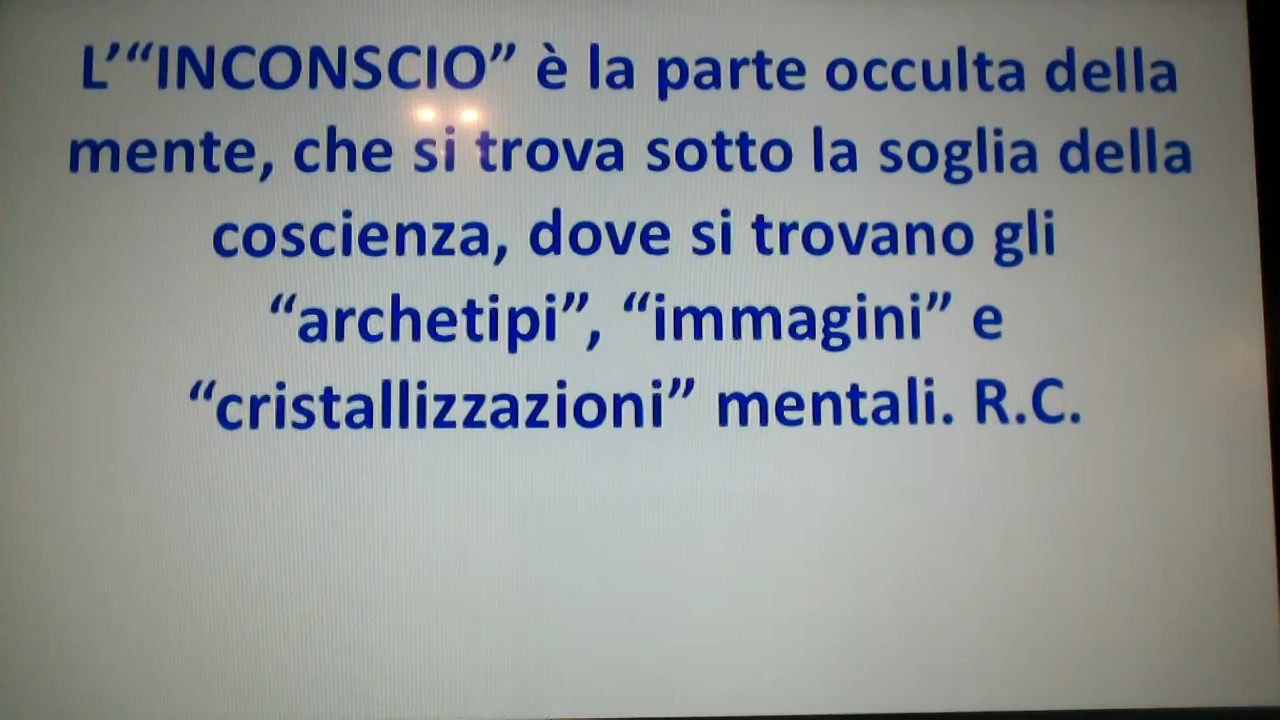 L’“INCONSCIO” è la parte occulta della
mente, che si trova sotto la soglia della
coscienza, dove si trovano gli
“archetipi”, “immagini” e
“cristallizzazioni” mentali. R.C.